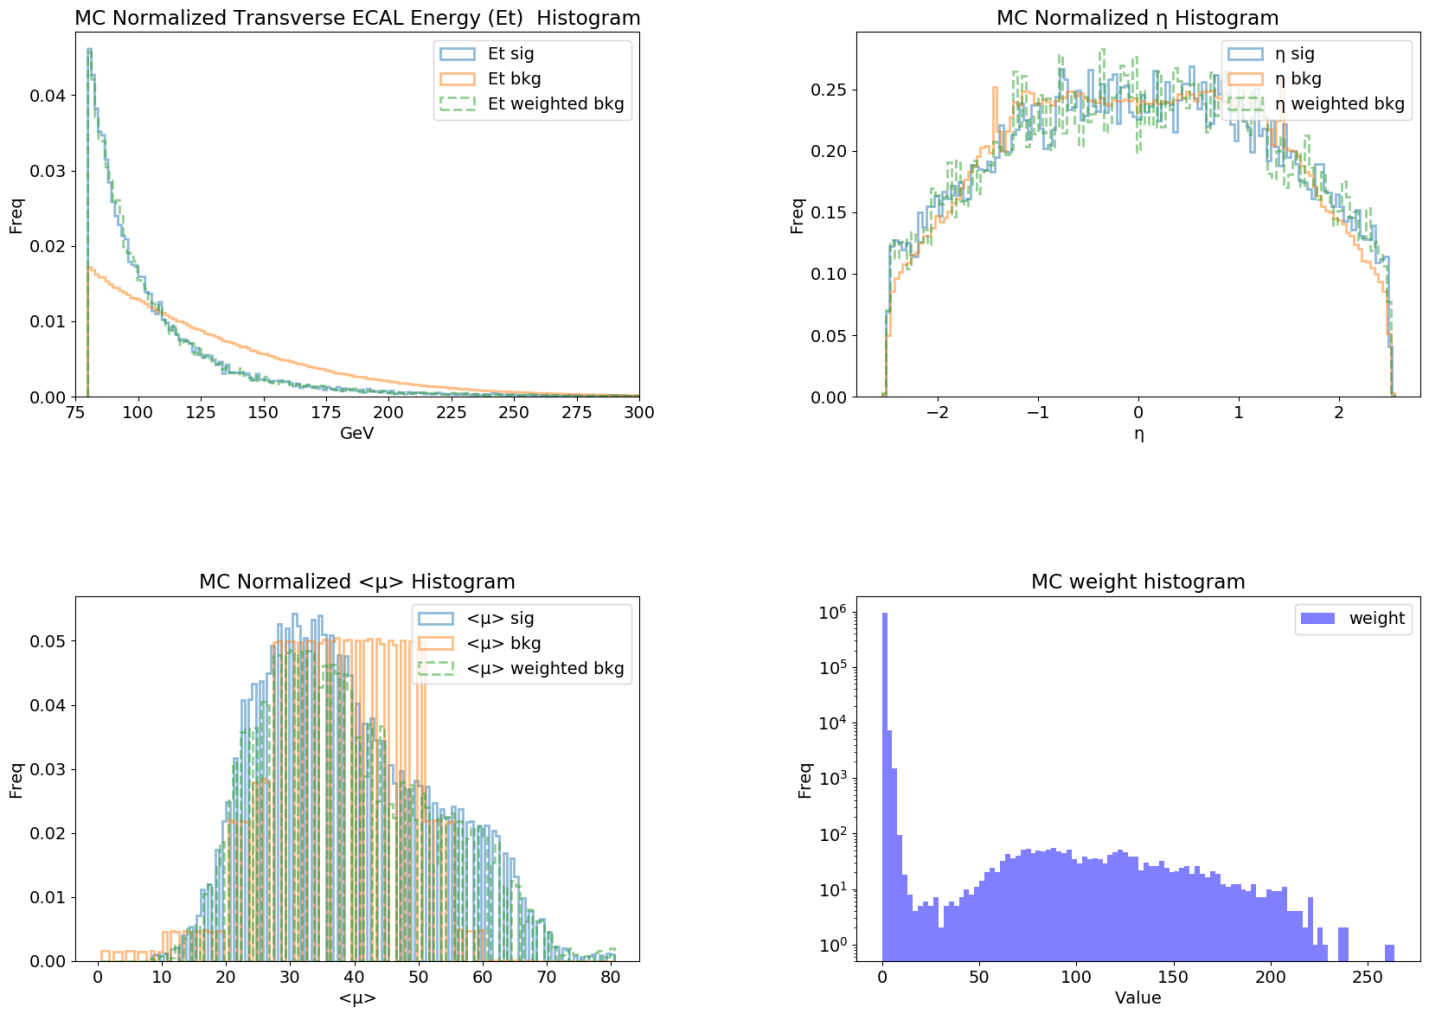 MC Normalized Transverse ECAL Energy (Et)  Histogram
Et sig
Et bkg
Et weighted bkg
Freq
0.04
0.03
0.02
0.01
0.00
75 100 125 150 175 200 225 250 275 300
GeV
MC Normalized η Histogram
η sig
η bkg
η weighted bkg
Freq
0.25
0.20
0.15
0.10
0.05
0.00
−2 −1 0 1 2
η
MC Normalized <μ> Histogram
<μ> sig
<μ> bkg
<μ> weighted bkg
Freq
0.05
0.04
0.03
0.02
0.01
0.00
0 10 20 30 40 50 60 70 80
<μ>
MC weight histogram
weight
Freq
10⁶
10⁵
10⁴
10³
10²
10¹
10⁰
0 50 100 150 200 250
Value